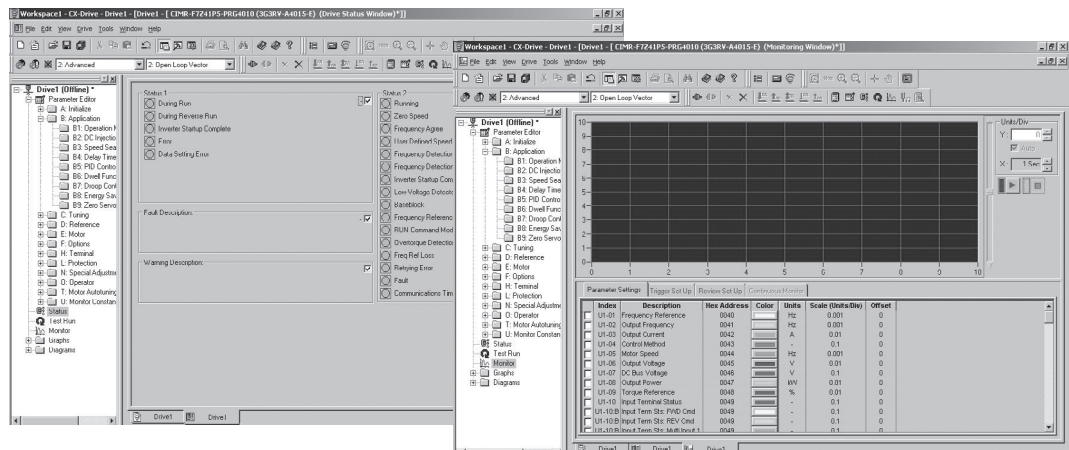 Workspace1 - CX-Drive - Drive1 - [Drive1 - [ CIMR-F7Z41P5-PRG4010 (3G3RV-A4015-E) (Drive Status Window)*]]
File Edit View Drive Tools Window Help
2: Advanced
2: Open Loop Vector
Drive1 (Offline) *
Parameter Editor
A: Initialize
B: Application
B1: Operation M
B2: DC Injectio
B3: Speed Sea
B4: Delay Time
B5: PID Contro
B6: Dwell Func
B7: Droop Cont
B8: Energy Sav
B9: Zero Servo
C: Tuning
D: Reference
E: Motor
F: Options
H: Terminal
L: Protection
N: Special Adjustme
O: Operator
T: Motor Autotuning
U: Monitor Constan
Status
Test Run
Monitor
Graphs
Diagrams
Status 1
During Run
During Reverse Run
Inverter Startup Complete
Error
Data Setting Error
Fault Description:
Warning Description:
Status 2
Running
Zero Speed
Frequency Agree
User Defined Speed
Frequency Detection
Frequency Detection
Inverter Startup Com
Low Voltage Detecte
Baseblock
Frequency Referenc
RUN Command Mod
Overtorque Detection
Freq Ref Loss
Retrying Error
Fault
Communications Tim
Drive1
Drive1
Workspace1 - CX-Drive - Drive1 - [Drive1 - [ CIMR-F7Z41P5-PRG4010 (3G3RV-A4015-E) (Monitoring Window)*]]
File Edit View Drive Tools Window Help
2: Advanced
2: Open Loop Vector
Drive1 (Offline) *
Parameter Editor
A: Initialize
B: Application
B1: Operation M
B2: DC Injectio
B3: Speed Sea
B4: Delay Time
B5: PID Contro
B6: Dwell Func
B7: Droop Cont
B8: Energy Sav
B9: Zero Servo
C: Tuning
D: Reference
E: Motor
F: Options
H: Terminal
L: Protection
N: Special Adjustme
O: Operator
T: Motor Autotuning
U: Monitor Constan
Status
Test Run
Monitor
Graphs
Diagrams
10
9
8
7
6
5
4
3
2
1
0
0 1 2 3 4 5 6 7 8 9 10
Units/Div
Y: 0
Auto
X: 1 Sec
Parameter Settings Trigger Set Up Review Set Up Continuous Monitor
Index Description Hex Address Color Units Scale (Units/Div) Offset
U1-01 Frequency Reference 0040 Hz 0.001 0
U1-02 Output Frequency 0041 Hz 0.001 0
U1-03 Output Current 0042 A 0.01 0
U1-04 Control Method 0043 - 0.1 0
U1-05 Motor Speed 0044 Hz 0.001 0
U1-06 Output Voltage 0045 V 0.01 0
U1-07 DC Bus Voltage 0046 V 0.1 0
U1-08 Output Power 0047 kW 0.01 0
U1-09 Torque Reference 0048 % 0.01 0
U1-10 Input Terminal Status 0049 - 0.1 0
U1-10:B Input Term Sts: FWD Cmd 0049 - 0.1 0
U1-10:B Input Term Sts: REV Cmd 0049 - 0.1 0
U1-10:B Input Term Sts: Multi Input 1 0049 - 0.1 0
Drive1
Drive1
Drive1